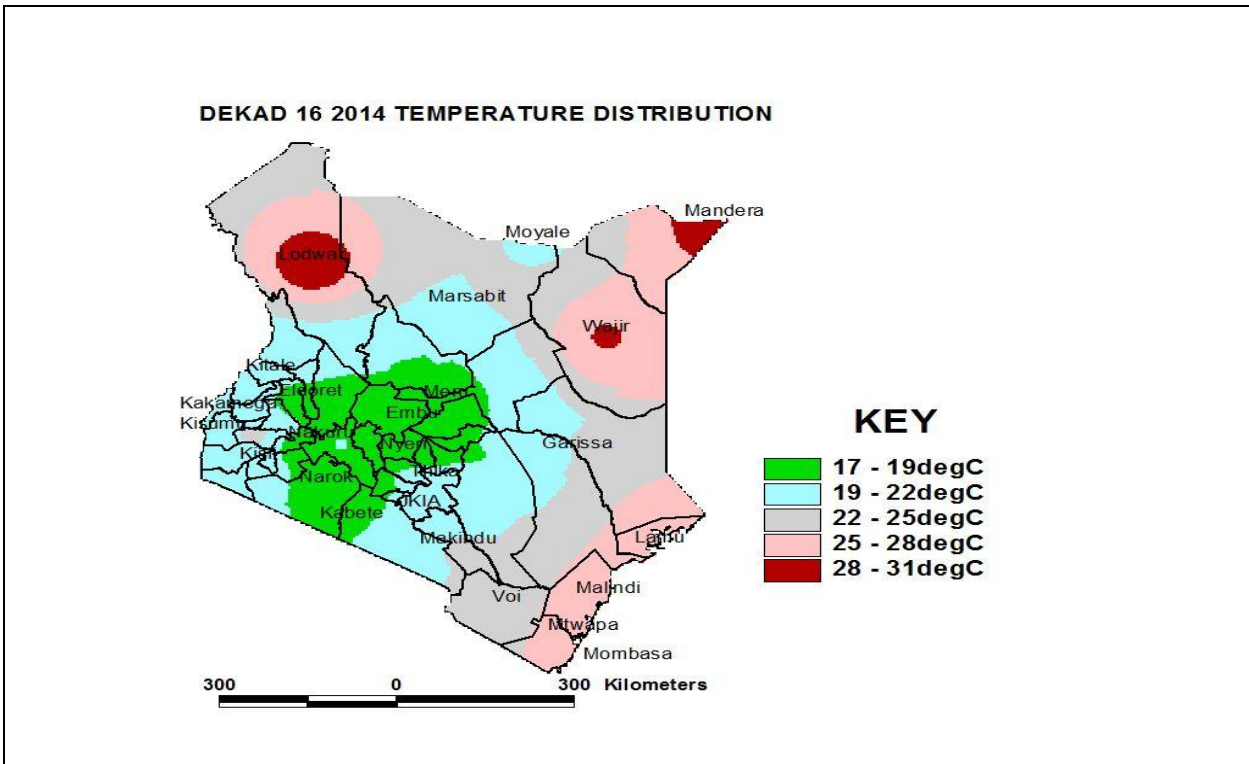 DEKAD 16 2014 TEMPERATURE DISTRIBUTION
Mandera
Moyale
Lodwar
Marsabit
Wajir
Kitale
Eldoret
Meru
Kakamega
Embu
Kisumu
Nakuru
Nyeri
Garissa
Kisii
Thika
Narok
JKIA
Kabete
Makindu
Lamu
Voi
Malindi
Mtwapa
Mombasa
KEY
17 - 19degC
19 - 22degC
22 - 25degC
25 - 28degC
28 - 31degC
300 0 300 Kilometers